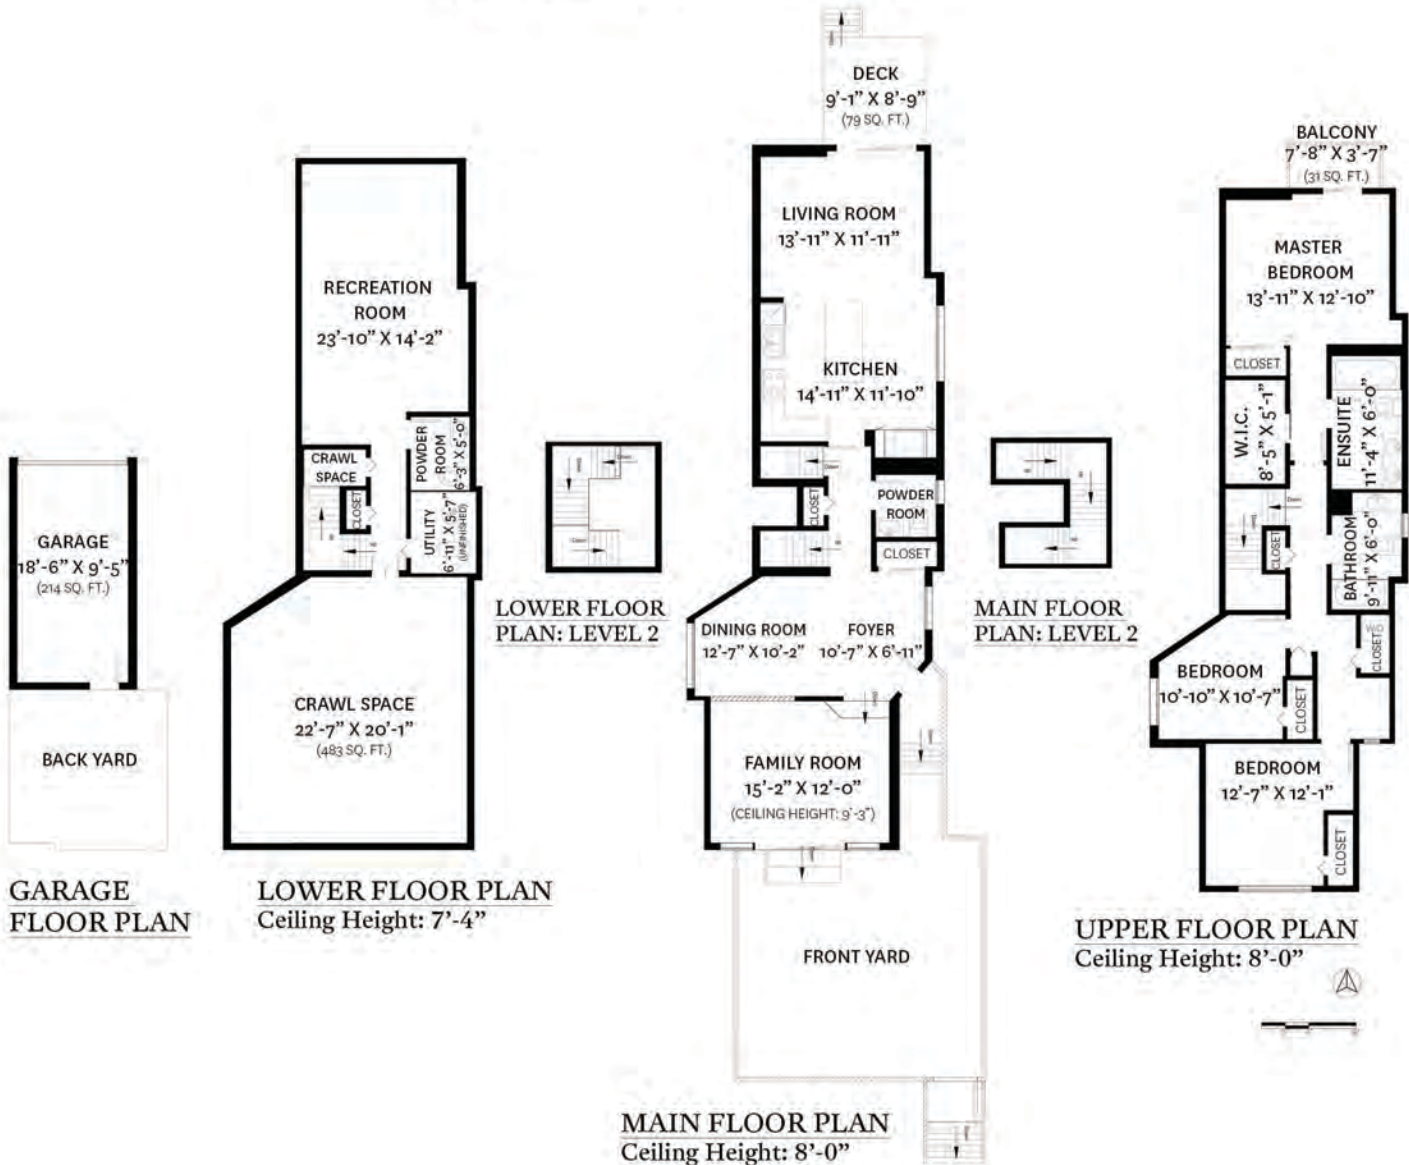 GARAGE
18’-6” X 9’-5”
(214 SQ. FT.)
BACK YARD
GARAGE
FLOOR PLAN
RECREATION
ROOM
23’-10” X 14’-2”
CRAWL
SPACE
CLOSET
POWDER
ROOM
6’-3” X 5’-0”
UTILITY
6’-11” X 5’-7”
(UNFINISHED)
CRAWL SPACE
22’-7” X 20’-1”
(483 SQ. FT.)
LOWER FLOOR PLAN
Ceiling Height: 7’-4”
Down
Down
LOWER FLOOR
PLAN: LEVEL 2
DECK
9’-1” X 8’-9”
(79 SQ. FT.)
LIVING ROOM
13’-11” X 11’-11”
KITCHEN
14’-11” X 11’-10”
Down
CLOSET
POWDER
ROOM
CLOSET
DINING ROOM
12’-7” X 10’-2”
FOYER
10’-7” X 6’-11”
FAMILY ROOM
15’-2” X 12’-0”
(CEILING HEIGHT: 9’-3”)
FRONT YARD
MAIN FLOOR PLAN
Ceiling Height: 8’-0”
MAIN FLOOR
PLAN: LEVEL 2
BALCONY
7’-8” X 3’-7”
(31 SQ. FT.)
MASTER
BEDROOM
13’-11” X 12’-10”
CLOSET
W.I.C.
8’-5” X 5’-1”
ENSUITE
11’-4” X 6’-0”
Down
CLOSET
BATHROOM
9’-11” X 6’-0”
CLOSET
BEDROOM
10’-10” X 10’-7”
CLOSET
BEDROOM
12’-7” X 12’-1”
CLOSET
UPPER FLOOR PLAN
Ceiling Height: 8’-0”